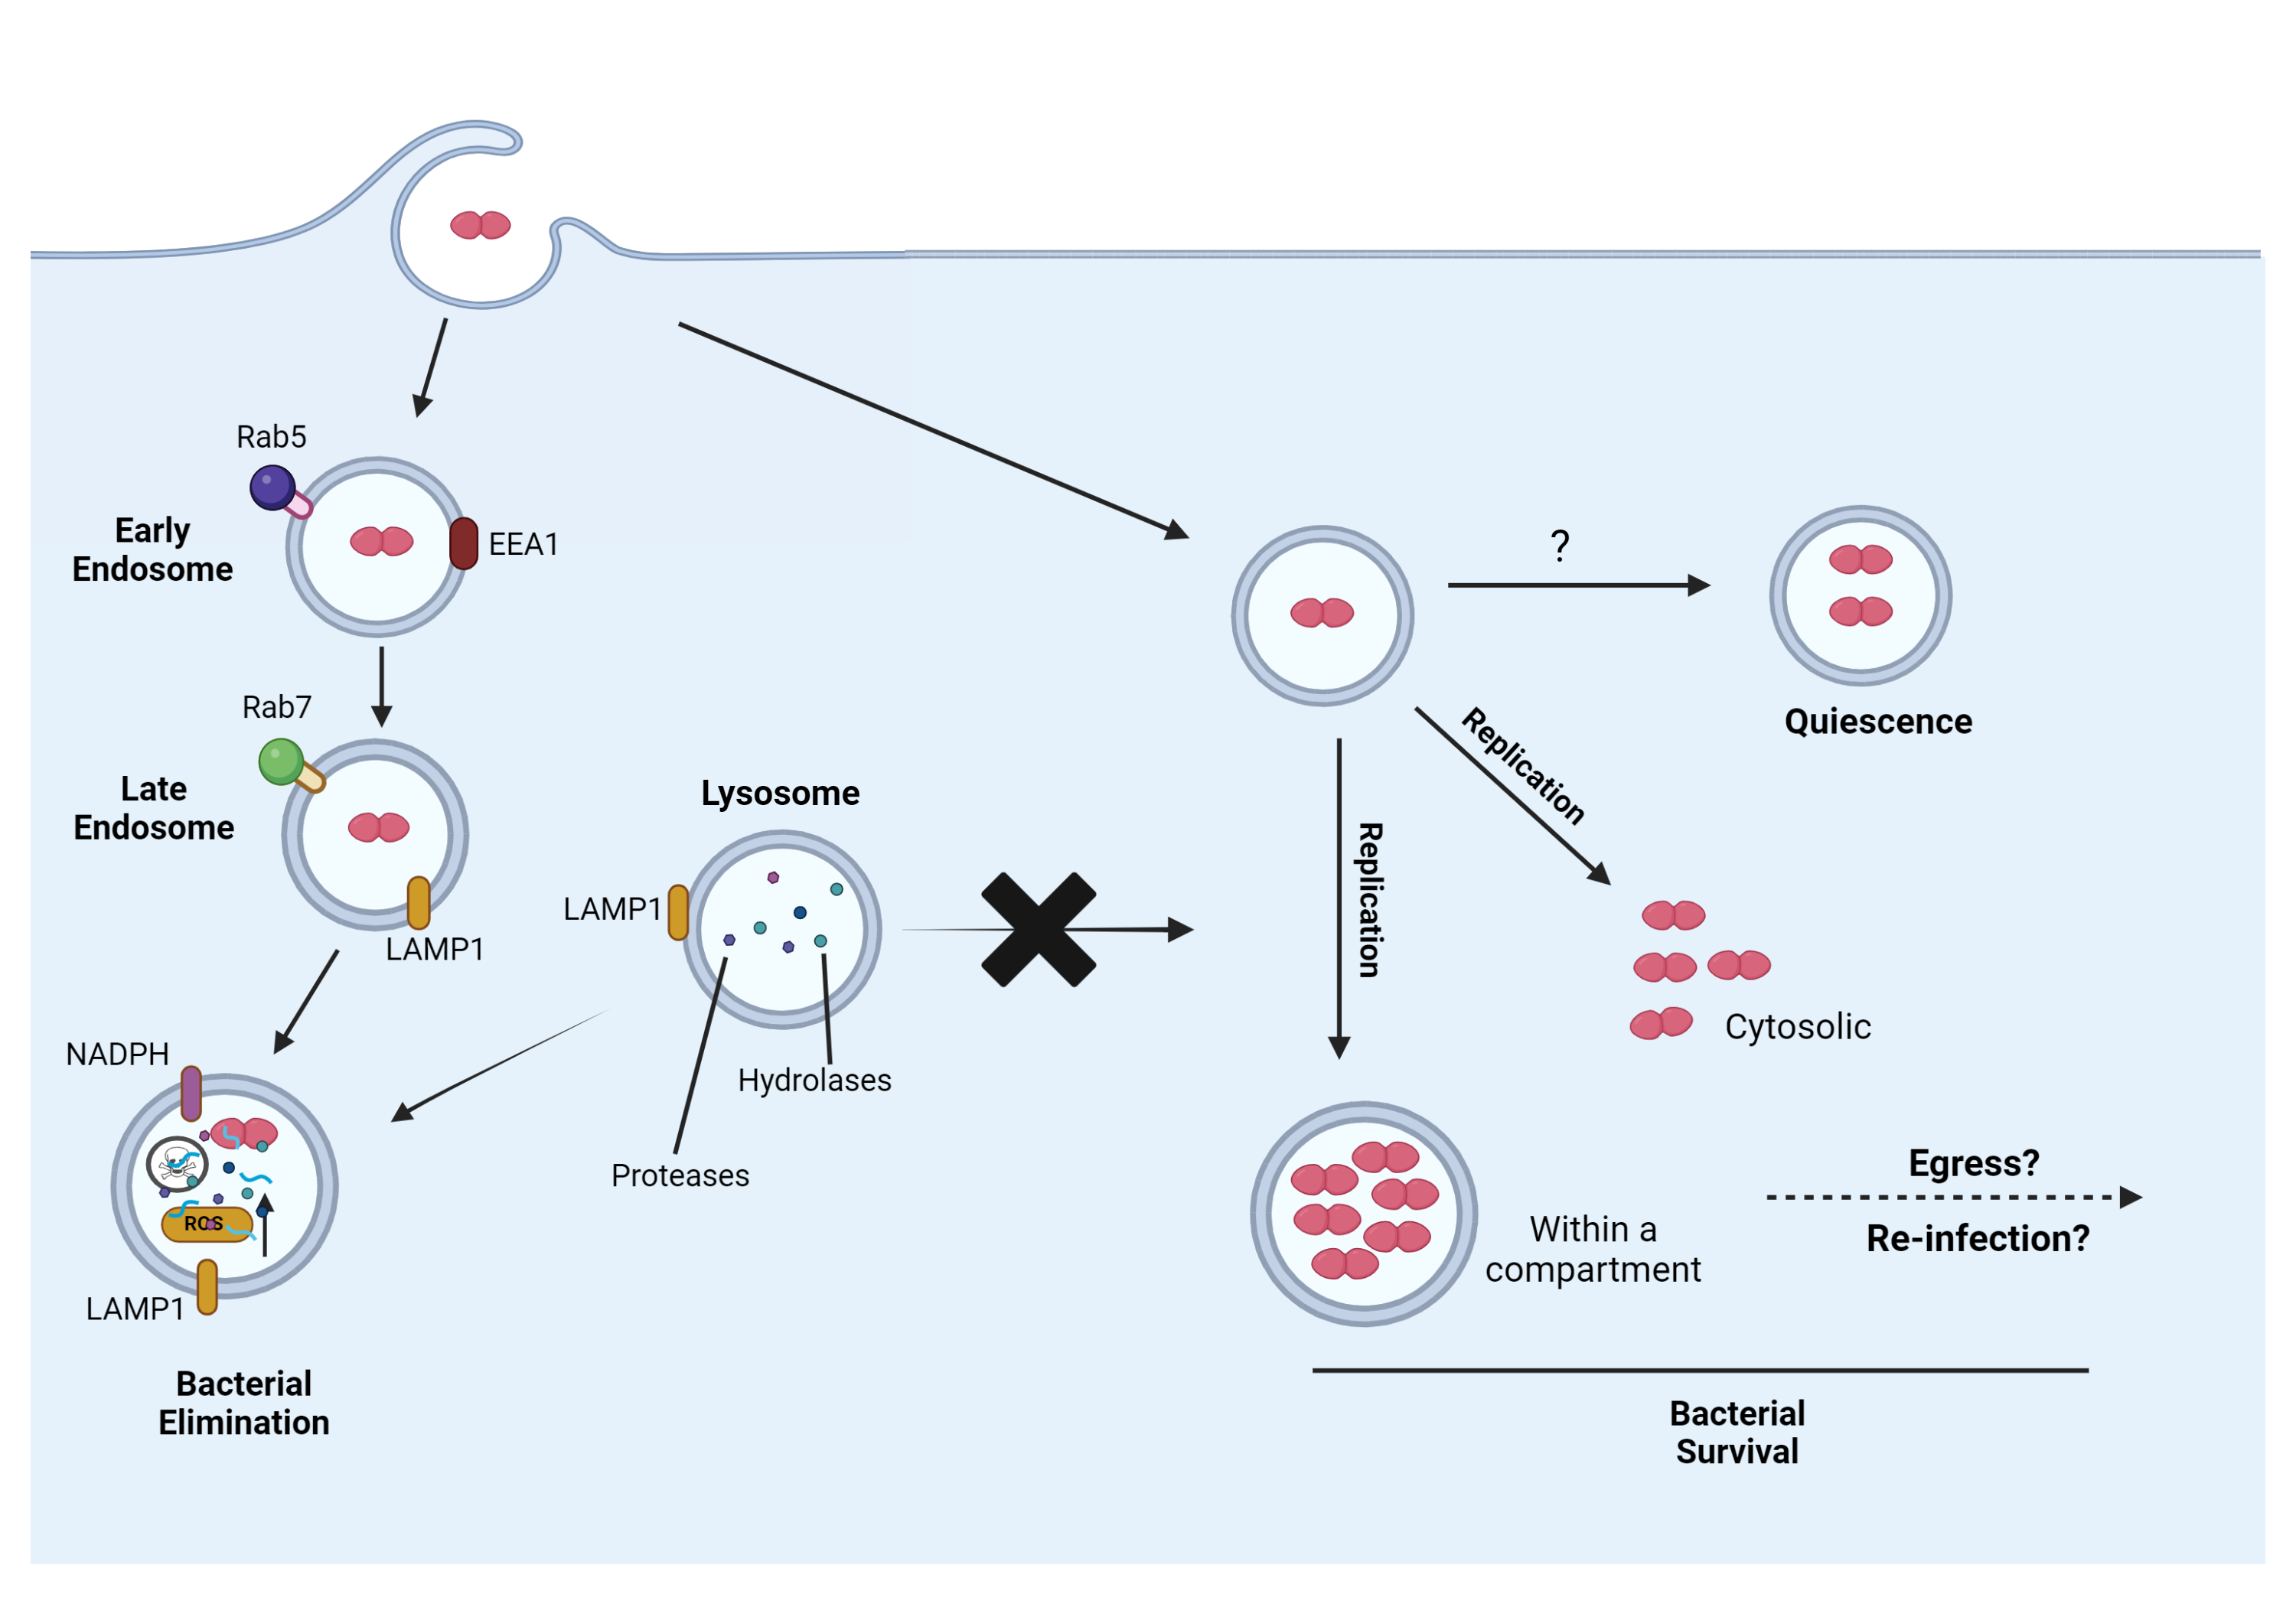 Rab5
Early
Endosome
EEA1
?
Quiescence
Rab7
Late
Endosome
LAMP1
Lysosome
LAMP1
Replication
Replication
Cytosolic
Hydrolases
Proteases
NADPH
ROS
LAMP1
Bacterial
Elimination
Within a
compartment
Egress?
Re-infection?
Bacterial
Survival